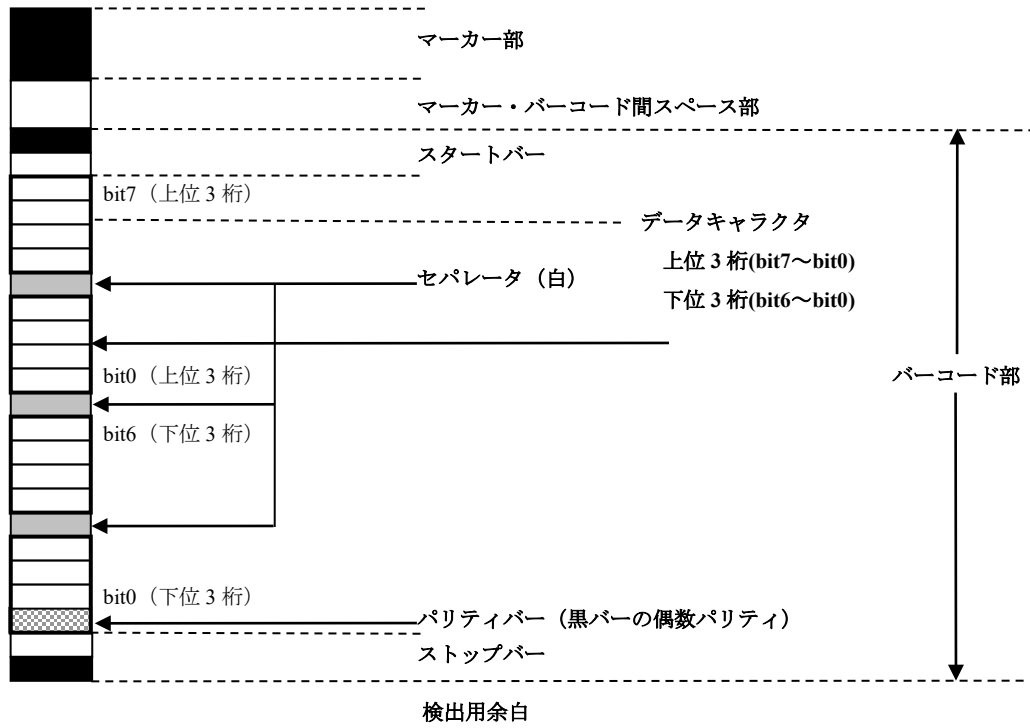 マーカー部
マーカー・バーコード間スペース部
スタートバー
bit7（上位 3 桁）
データキャラクタ
上位 3 桁(bit7～bit0)
セパレータ（白）
下位 3 桁(bit6～bit0)
bit0（上位 3 桁）
バーコード部
bit6（下位 3 桁）
bit0（下位 3 桁）
パリティバー（黒バーの偶数パリティ）
ストップバー
検出用余白